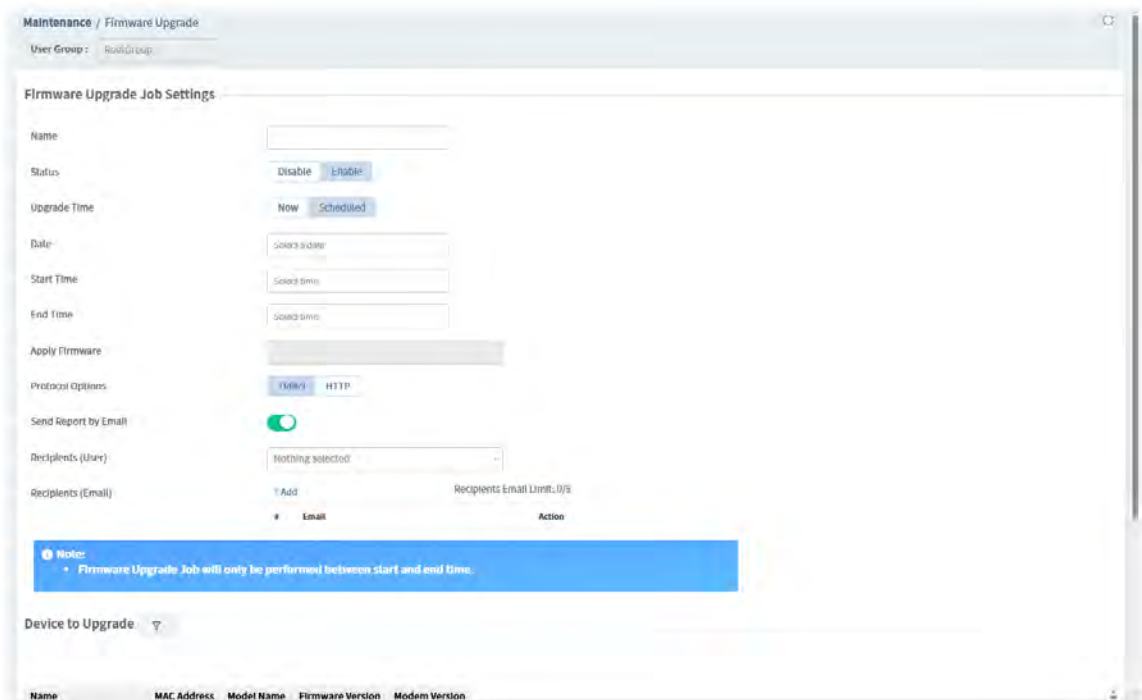 Maintenance / Firmware Upgrade
User Group : RootGroup
Firmware Upgrade Job Settings
Name
Status Disable Enable
Upgrade Time Now Scheduled
Date Select a date
Start Time Select time
End Time Select time
Apply Firmware
Protocol Options HTTP
Send Report by Email
Recipients (User) Nothing selected
Recipients (Email) Add Recipients Email Limit: 0/5
# Email Action
Note:
• Firmware Upgrade Job will only be performed between start and end time.
Device to Upgrade
Name MAC Address Model Name Firmware Version Modem Version